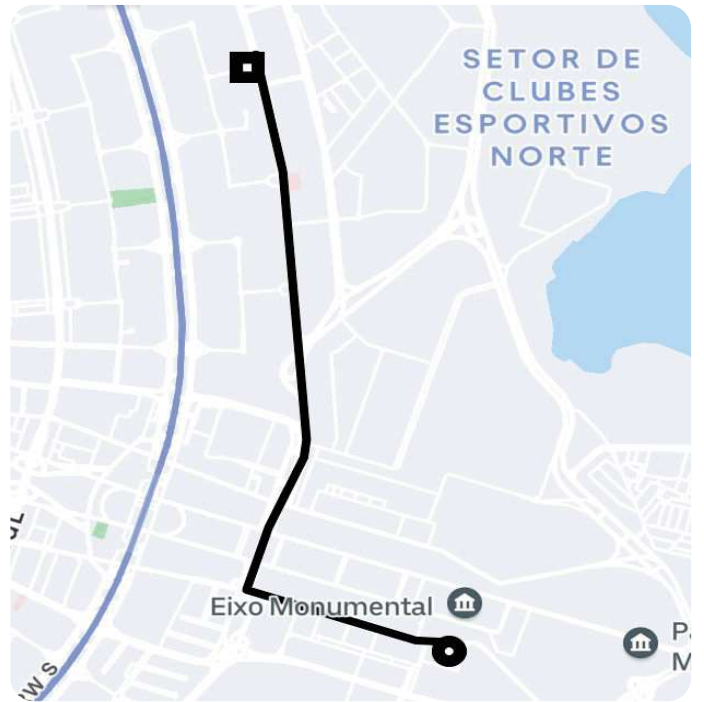 SETOR DE
CLUBES
ESPORTIVOS
NORTE
Eixo Monumental
P
M
W S